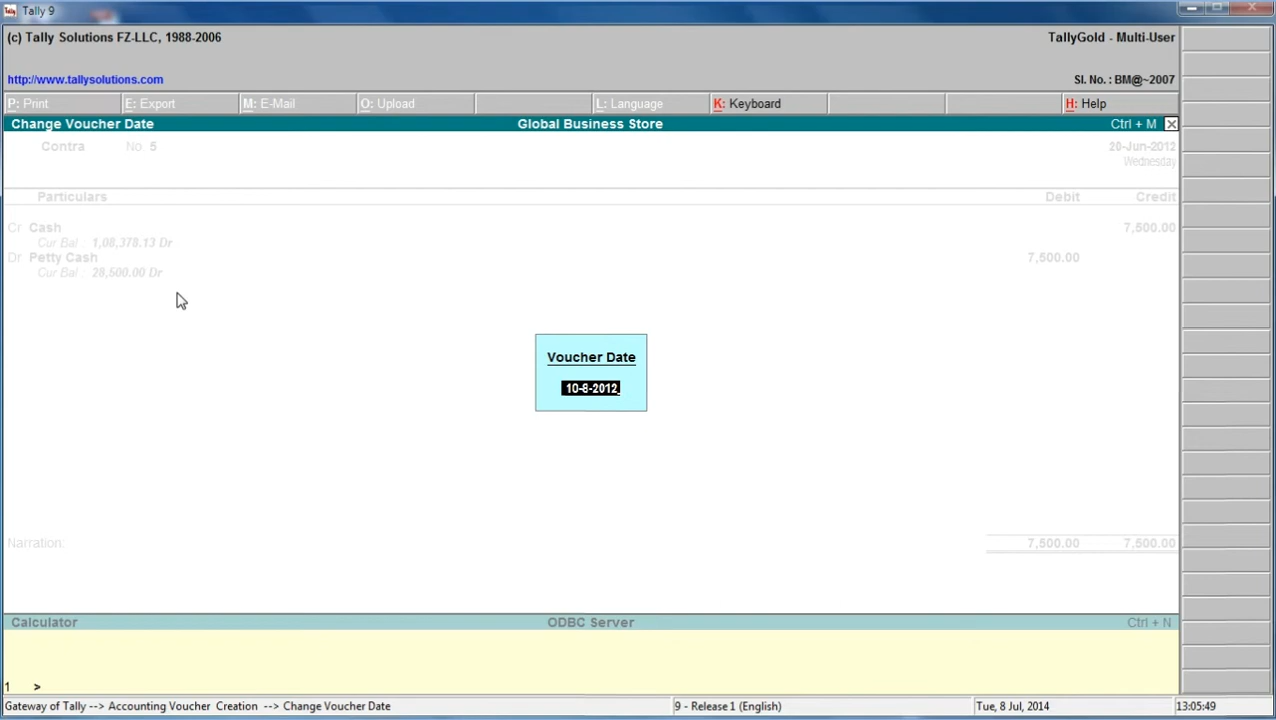 Tally 9
(c) Tally Solutions FZ-LLC, 1988-2006
TallyGold - Multi-User
http://www.tallysolutions.com
Sl. No. : BM@~2007
P: Print
E: Export
M: E-Mail
O: Upload
L: Language
K: Keyboard
H: Help
Change Voucher Date
Global Business Store
Ctrl + M
Contra No. 5
20-Jun-2012
Wednesday
Particulars Debit Credit
Cr Cash 7,500.00
Cur Bal : 1,08,378.13 Dr
Dr Petty Cash 7,500.00
Cur Bal : 28,500.00 Dr
Voucher Date
10-8-2012
Narration: 7,500.00 7,500.00
Calculator
ODBC Server
Ctrl + N
1 >
Gateway of Tally --> Accounting Voucher Creation --> Change Voucher Date
9 - Release 1 (English)
Tue, 8 Jul, 2014
13:05:49